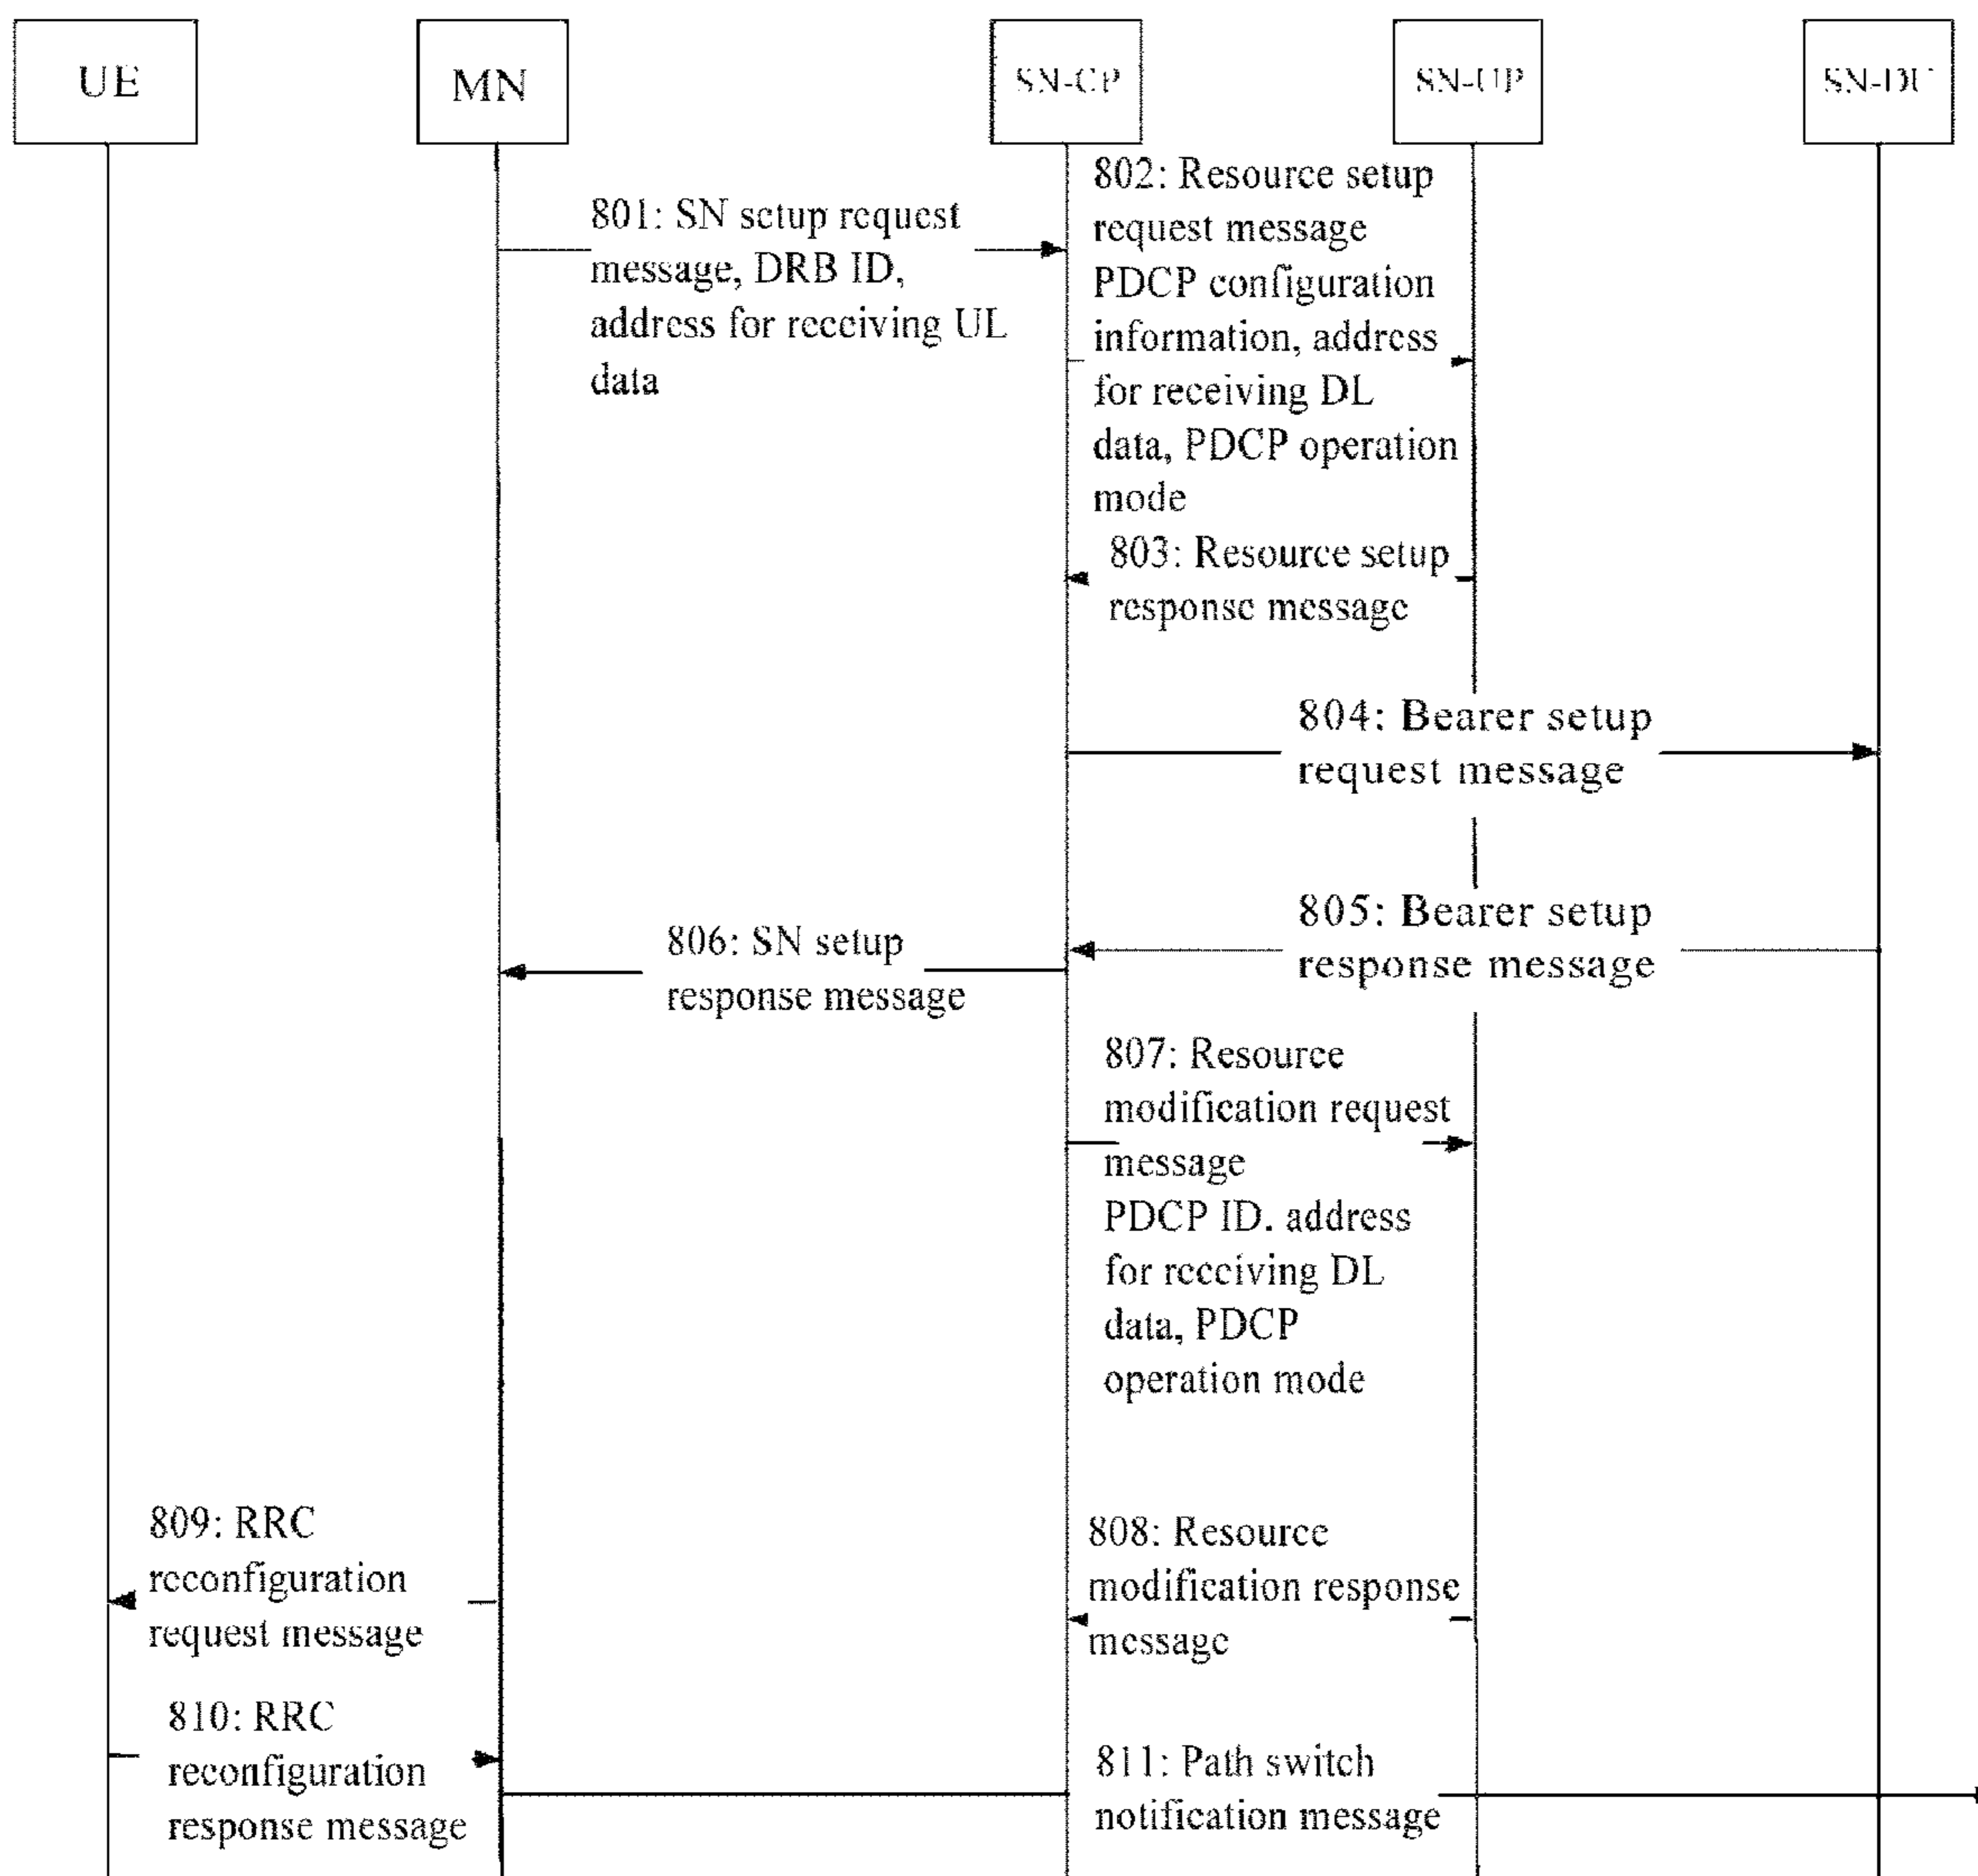 UE
MN
SN-CP
SN-UP
SN-DU
801: SN setup request
message, DRB ID,
address for receiving UL
data
802: Resource setup
request message
PDCP configuration
information, address
for receiving DL
data, PDCP operation
mode
803: Resource setup
response message
804: Bearer setup
request message
805: Bearer setup
response message
806: SN setup
response message
807: Resource
modification request
message
PDCP ID. address
for receiving DL
data, PDCP
operation mode
809: RRC
reconfiguration
request message
808: Resource
modification response
message
810: RRC
reconfiguration
response message
811: Path switch
notification message